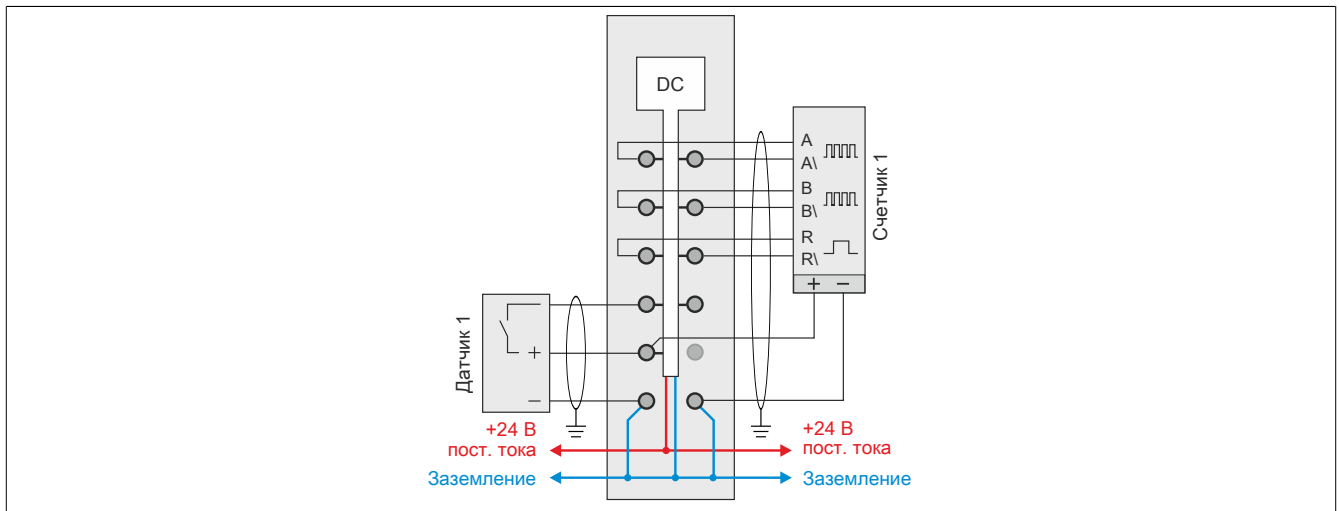 DC
A
A\
B
B\
R
R\
+ −
Счетчик 1
Датчик 1
+
−
+24 В
пост. тока
Заземление
+24 В
пост. тока
Заземление